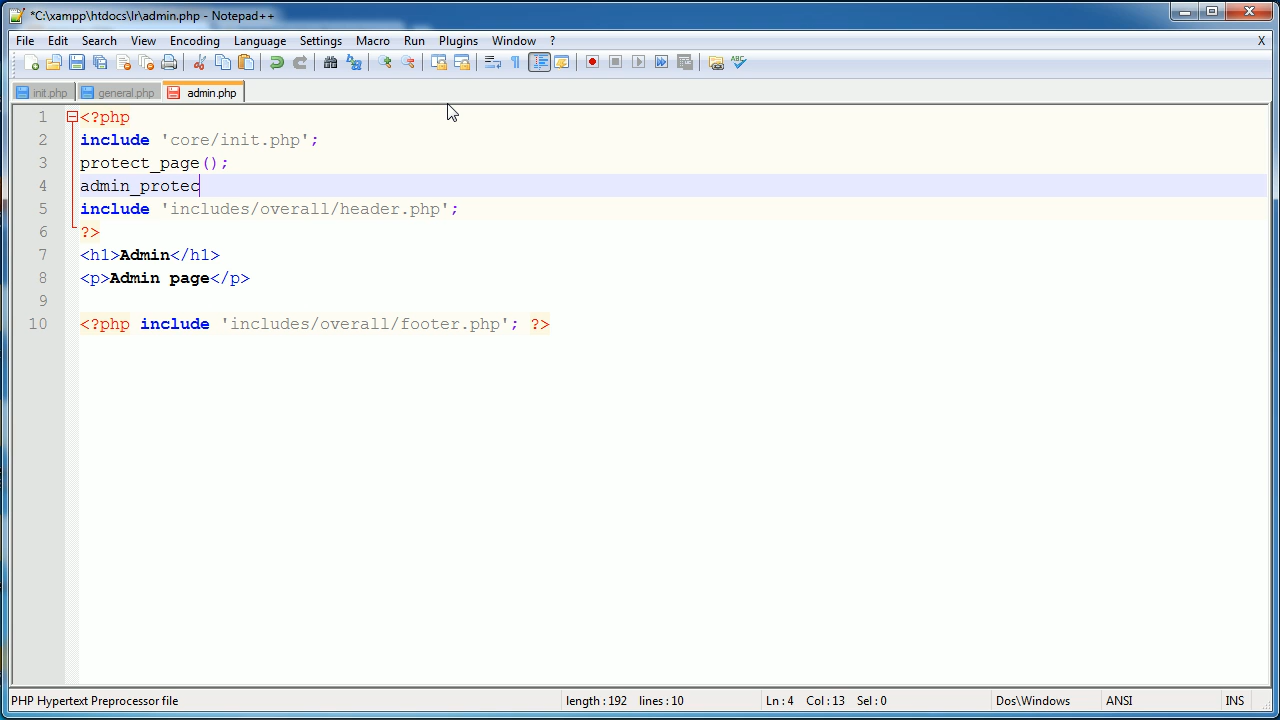 *C:\xampp\htdocs\lr\admin.php - Notepad++
File Edit Search View Encoding Language Settings Macro Run Plugins Window ? X
init.php general.php admin.php
1 <?php
2 include 'core/init.php';
3 protect_page();
4 admin_protec
5 include 'includes/overall/header.php';
6 ?>
7 <h1>Admin</h1>
8 <p>Admin page</p>
9
10 <?php include 'includes/overall/footer.php'; ?>
PHP Hypertext Preprocessor file length : 192 lines : 10 Ln : 4 Col : 13 Sel : 0 Dos\Windows ANSI INS